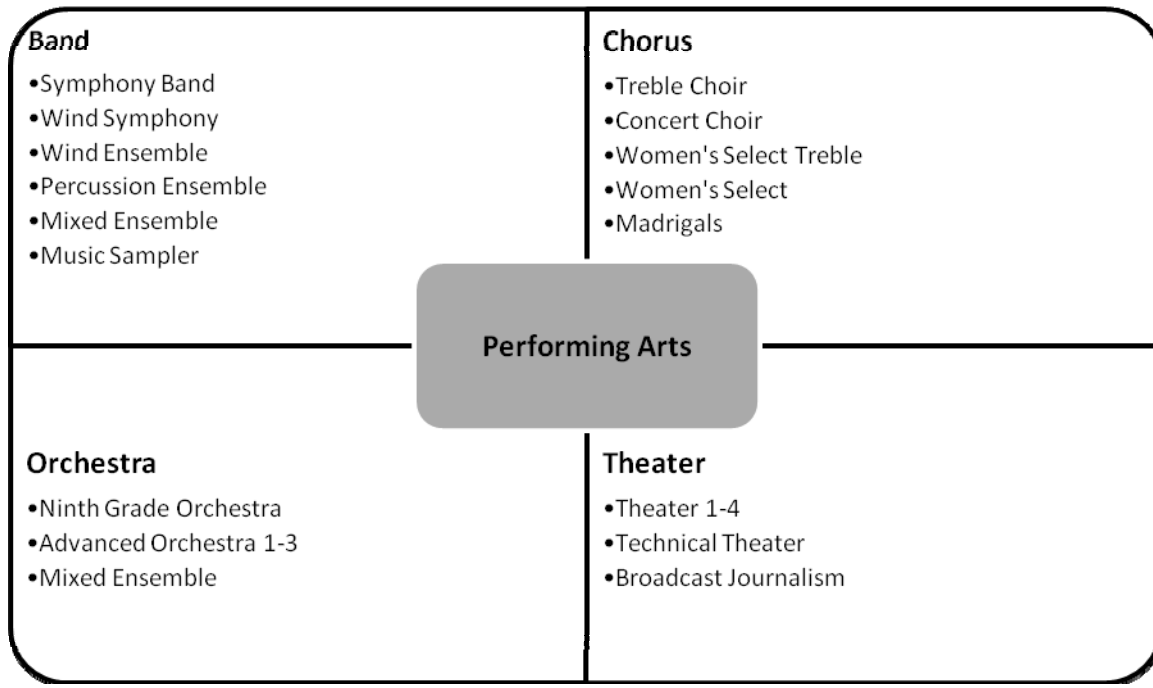 Band
•Symphony Band
•Wind Symphony
•Wind Ensemble
•Percussion Ensemble
•Mixed Ensemble
•Music Sampler
Chorus
•Treble Choir
•Concert Choir
•Women's Select Treble
•Women's Select
•Madrigals
Performing Arts
Orchestra
•Ninth Grade Orchestra
•Advanced Orchestra 1-3
•Mixed Ensemble
Theater
•Theater 1-4
•Technical Theater
•Broadcast Journalism